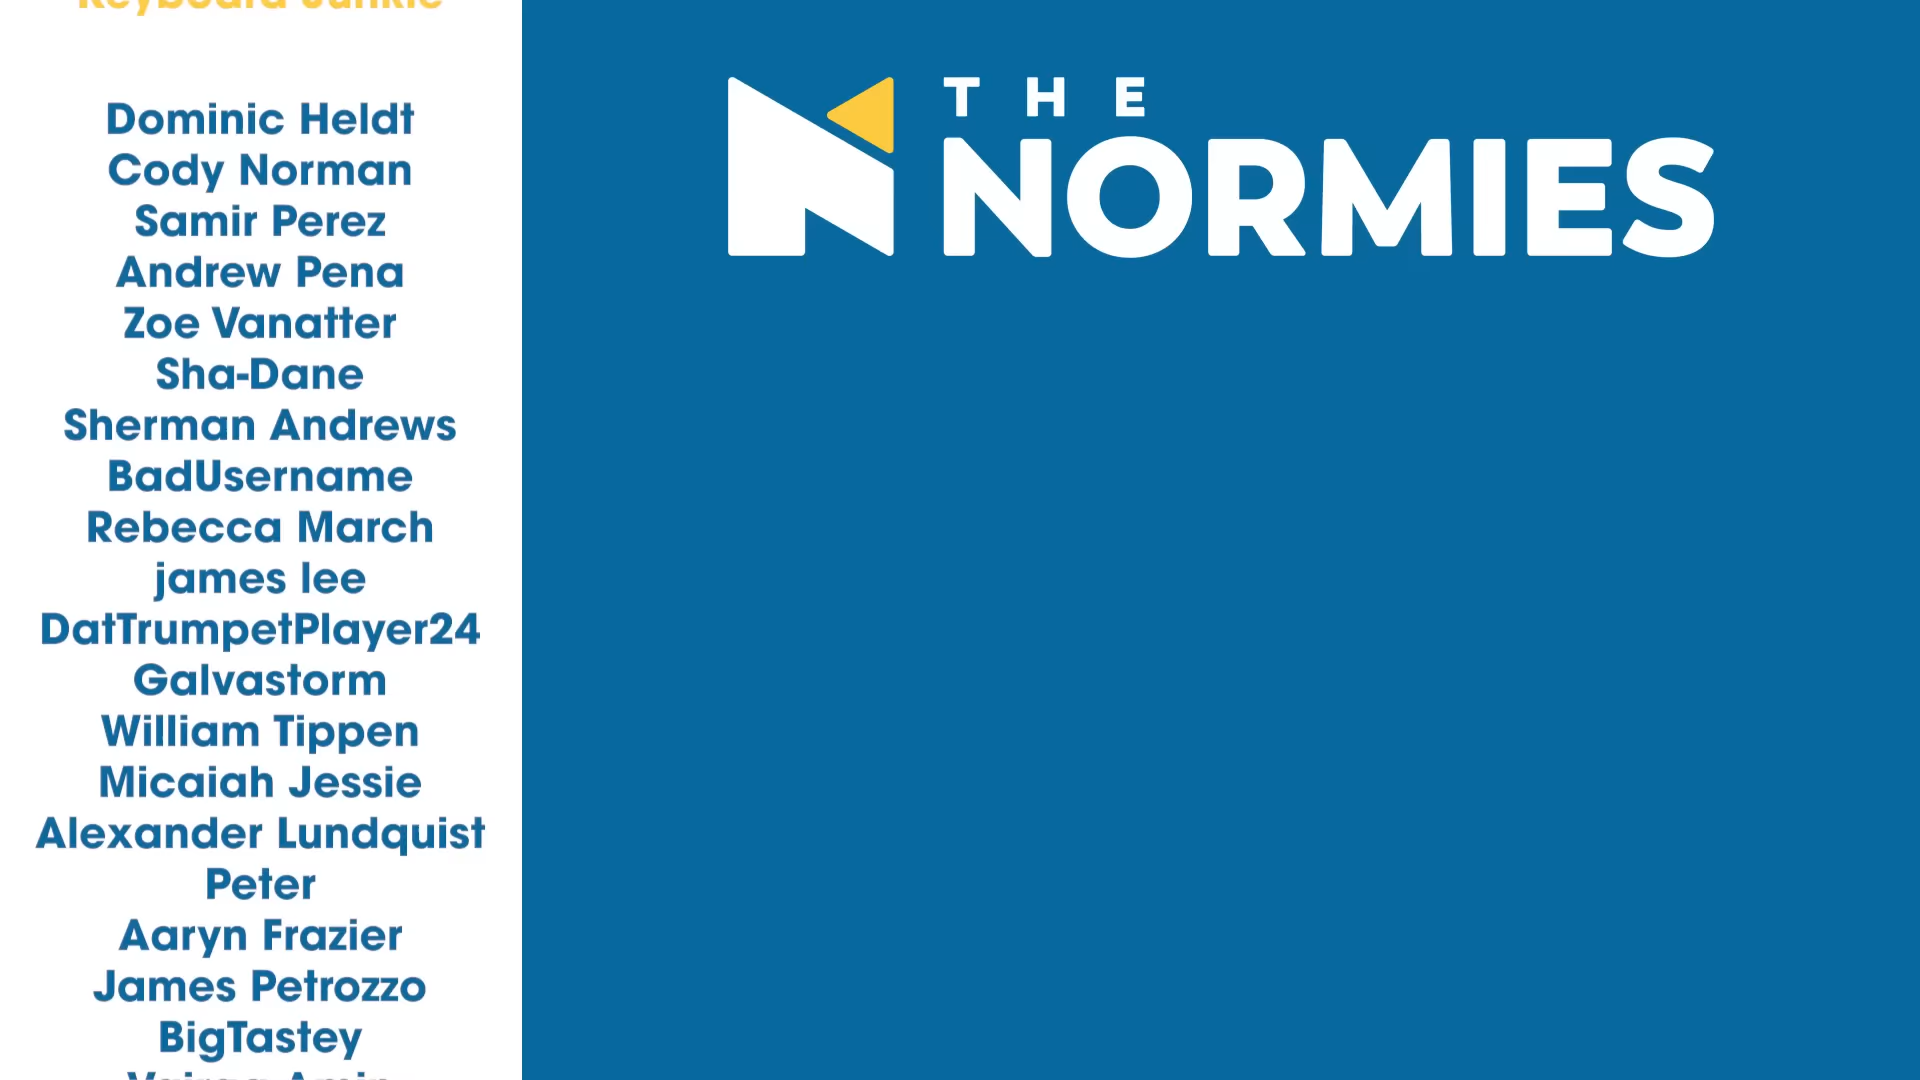 Dominic Heldt
Cody Norman
Samir Perez
Andrew Pena
Zoe Vanatter
Sha-Dane
Sherman Andrews
BadUsername
Rebecca March
james lee
DatTrumpetPlayer24
Galvastorm
William Tippen
Micaiah Jessie
Alexander Lundquist
Peter
Aaryn Frazier
James Petrozzo
BigTastey
THE
NORMIES